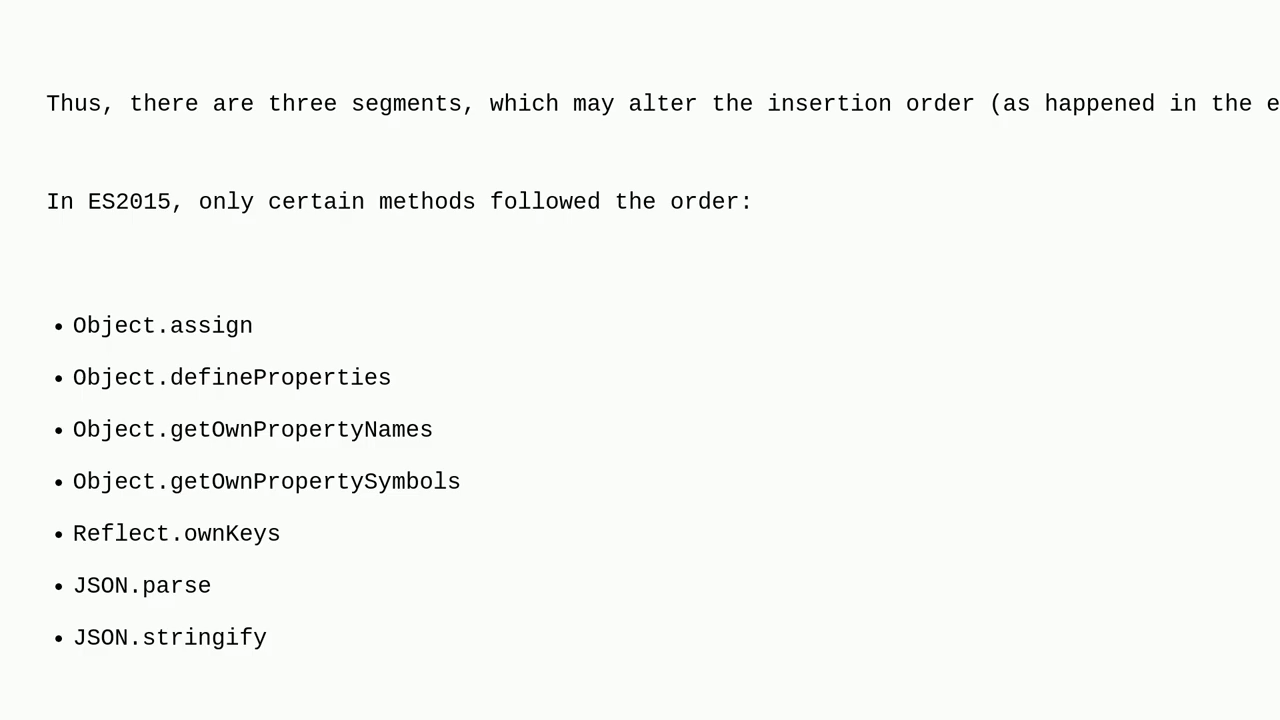 Thus, there are three segments, which may alter the insertion order (as happened in the
In ES2015, only certain methods followed the order:
• Object.assign
• Object.defineProperties
• Object.getOwnPropertyNames
• Object.getOwnPropertySymbols
• Reflect.ownKeys
• JSON.parse
• JSON.stringify